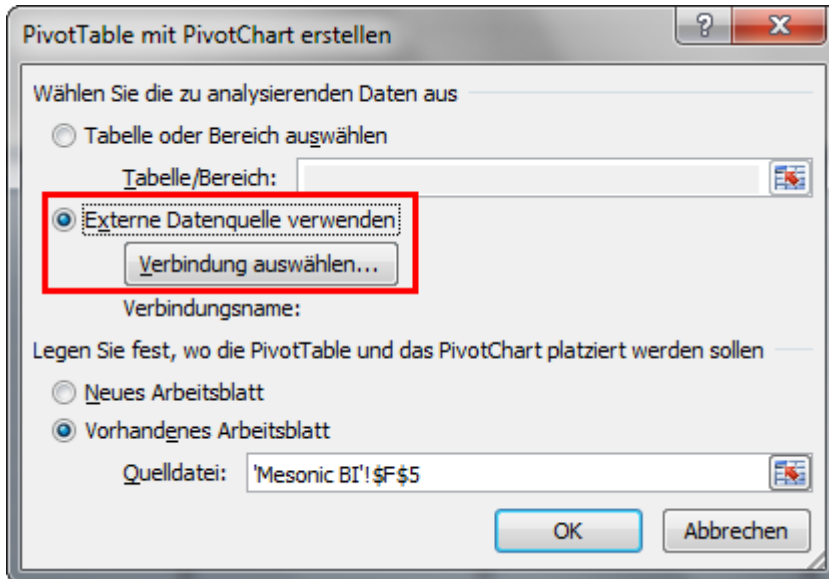 PivotTable mit PivotChart erstellen
Wählen Sie die zu analysierenden Daten aus
Tabelle oder Bereich auswählen
Tabelle/Bereich:
Externe Datenquelle verwenden
Verbindung auswählen...
Verbindungsname:
Legen Sie fest, wo die PivotTable und das PivotChart platziert werden sollen
Neues Arbeitsblatt
Vorhandenes Arbeitsblatt
Quelldatei: 'Mesonic BI'!$F$5
OK Abbrechen